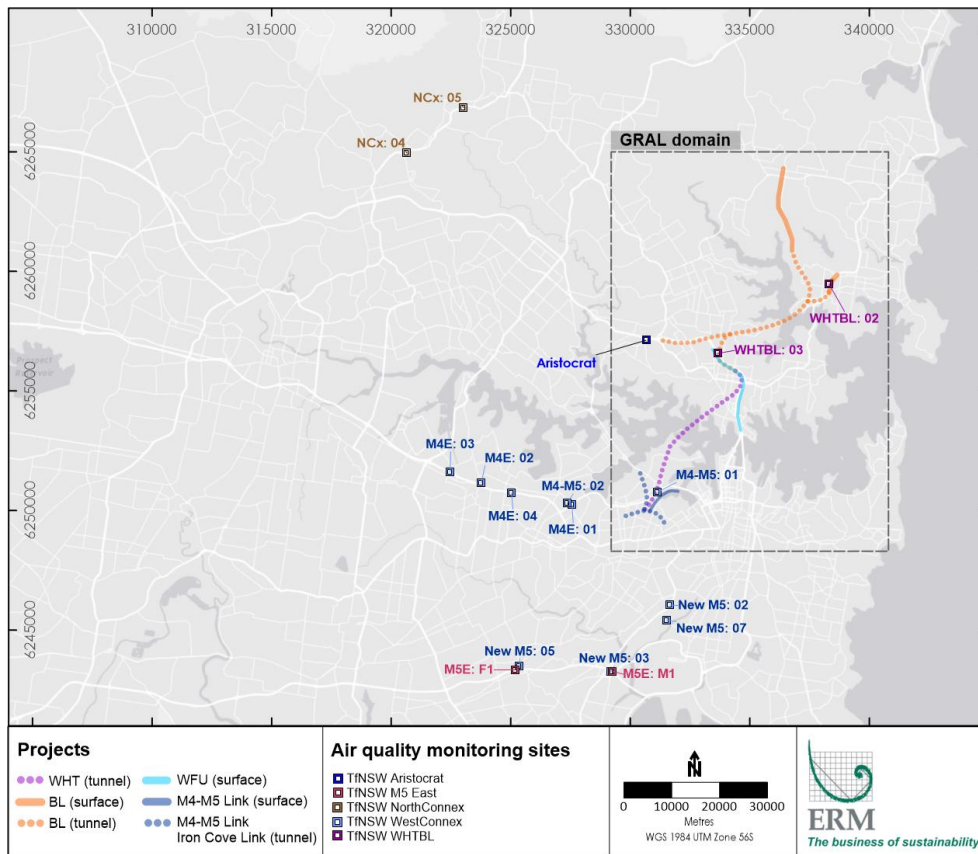 310000 315000 320000 325000 330000 335000 340000
6265000
6260000
6255000
6250000
6245000
NCx: 05
NCx: 04
GRAL domain
WHTBL: 02
WHTBL: 03
Aristocrat
M4E: 03
M4E: 02
M4-M5: 02
M4-M5: 01
M4E: 04
M4E: 01
New M5: 02
New M5: 07
New M5: 05
New M5: 03
M5E: F1
M5E: M1
Projects
WHT (tunnel)
BL (surface)
BL (tunnel)
WFU (surface)
M4-M5 Link (surface)
M4-M5 Link
Iron Cove Link (tunnel)
Air quality monitoring sites
TfNSW Aristocrat
TfNSW M5 East
TfNSW NorthConnex
TfNSW WestConnex
TfNSW WHTBL
N
0 10000 20000 30000
Metres
WGS 1984 UTM Zone 56S
ERM
The business of sustainability